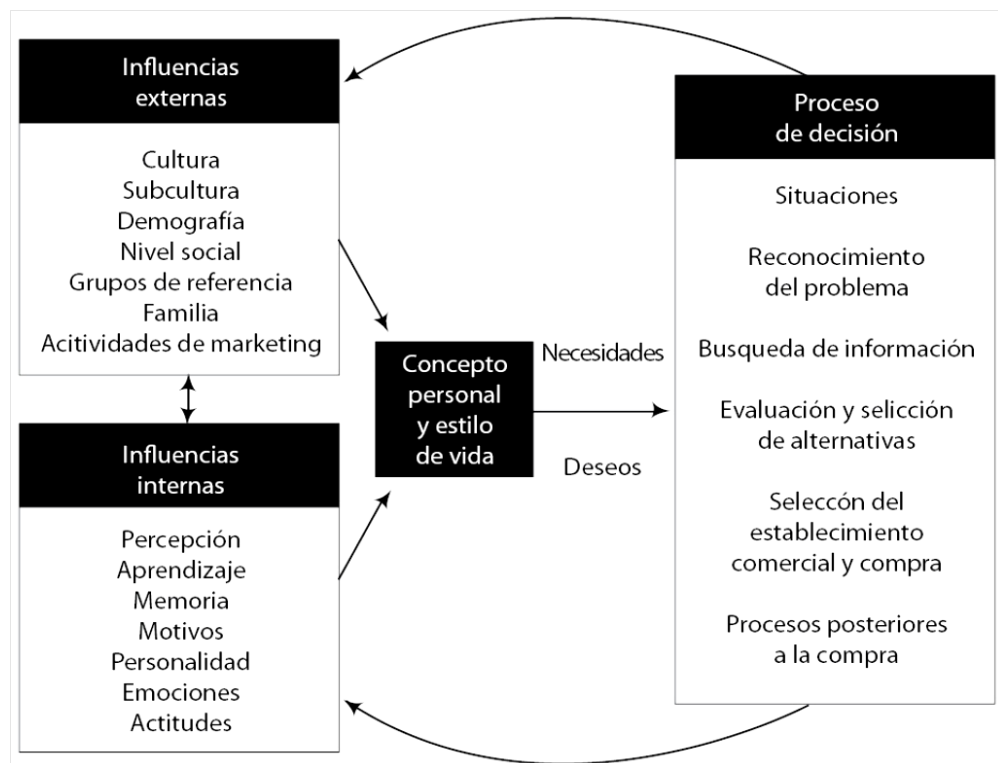 Influencias
externas
Cultura
Subcultura
Demografía
Nivel social
Grupos de referencia
Familia
Acitividades de marketing
Influencias
internas
Percepción
Aprendizaje
Memoria
Motivos
Personalidad
Emociones
Actitudes
Concepto
personal
y estilo
de vida
Necesidades
Deseos
Proceso
de decisión
Situaciones
Reconocimiento
del problema
Busqueda de información
Evaluación y selicción
de alternativas
Seleccón del
establecimiento
comercial y compra
Procesos posteriores
a la compra